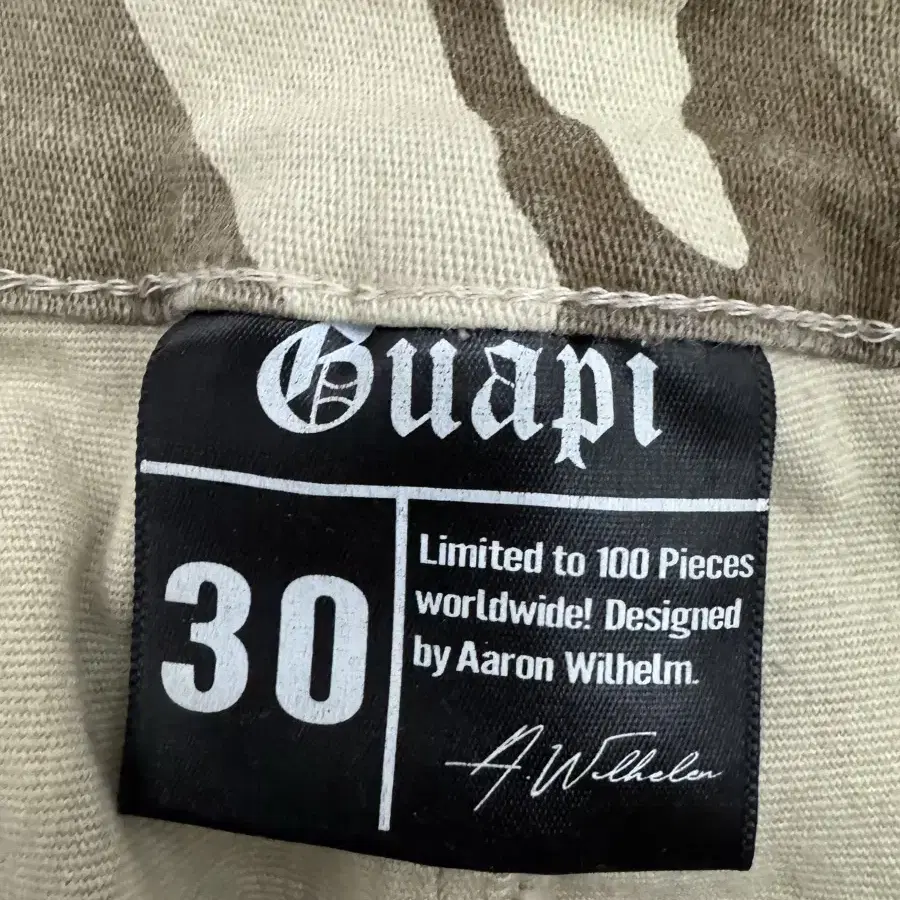 Guapi
30
Limited to 100 Pieces
worldwide! Designed
by Aaron Wilhelm.
A. Wilhelm